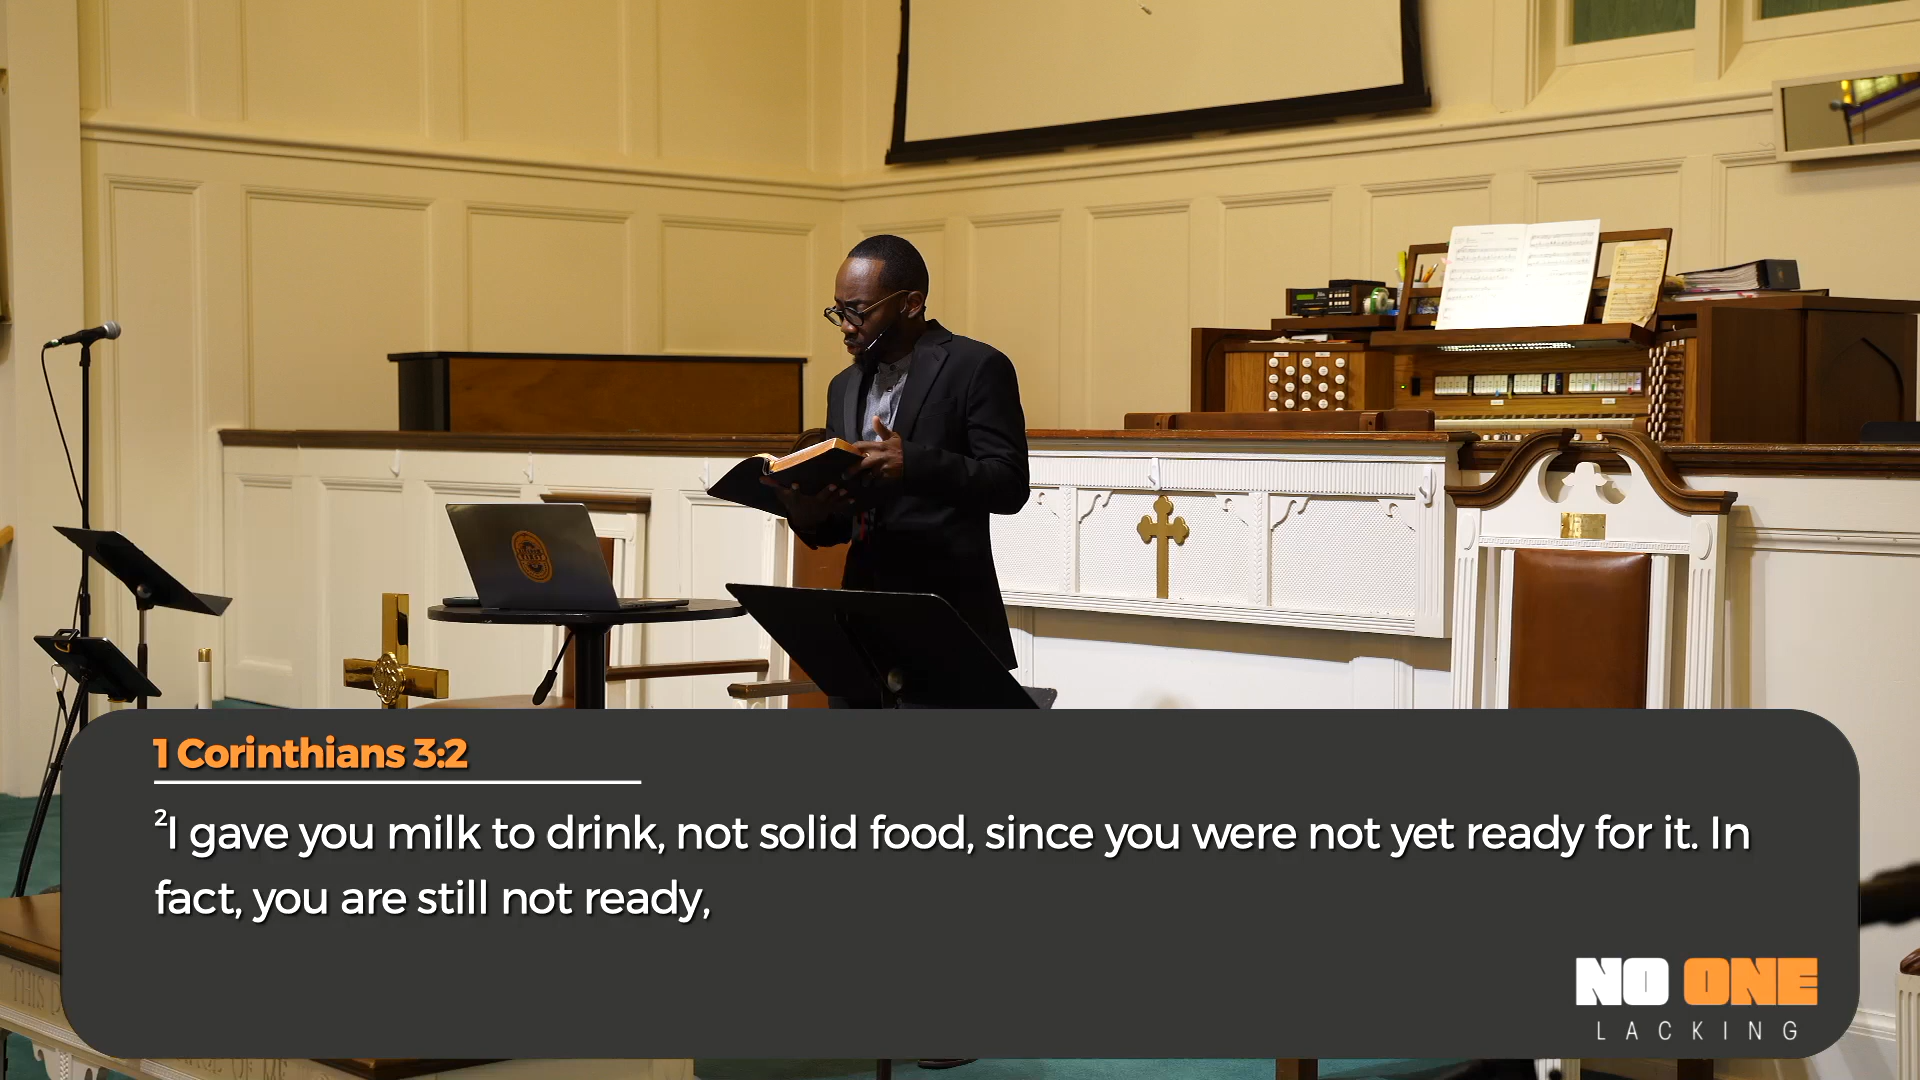 1 Corinthians 3:2
²I gave you milk to drink, not solid food, since you were not yet ready for it. In
fact, you are still not ready,
NO ONE
LACKING
THIS D